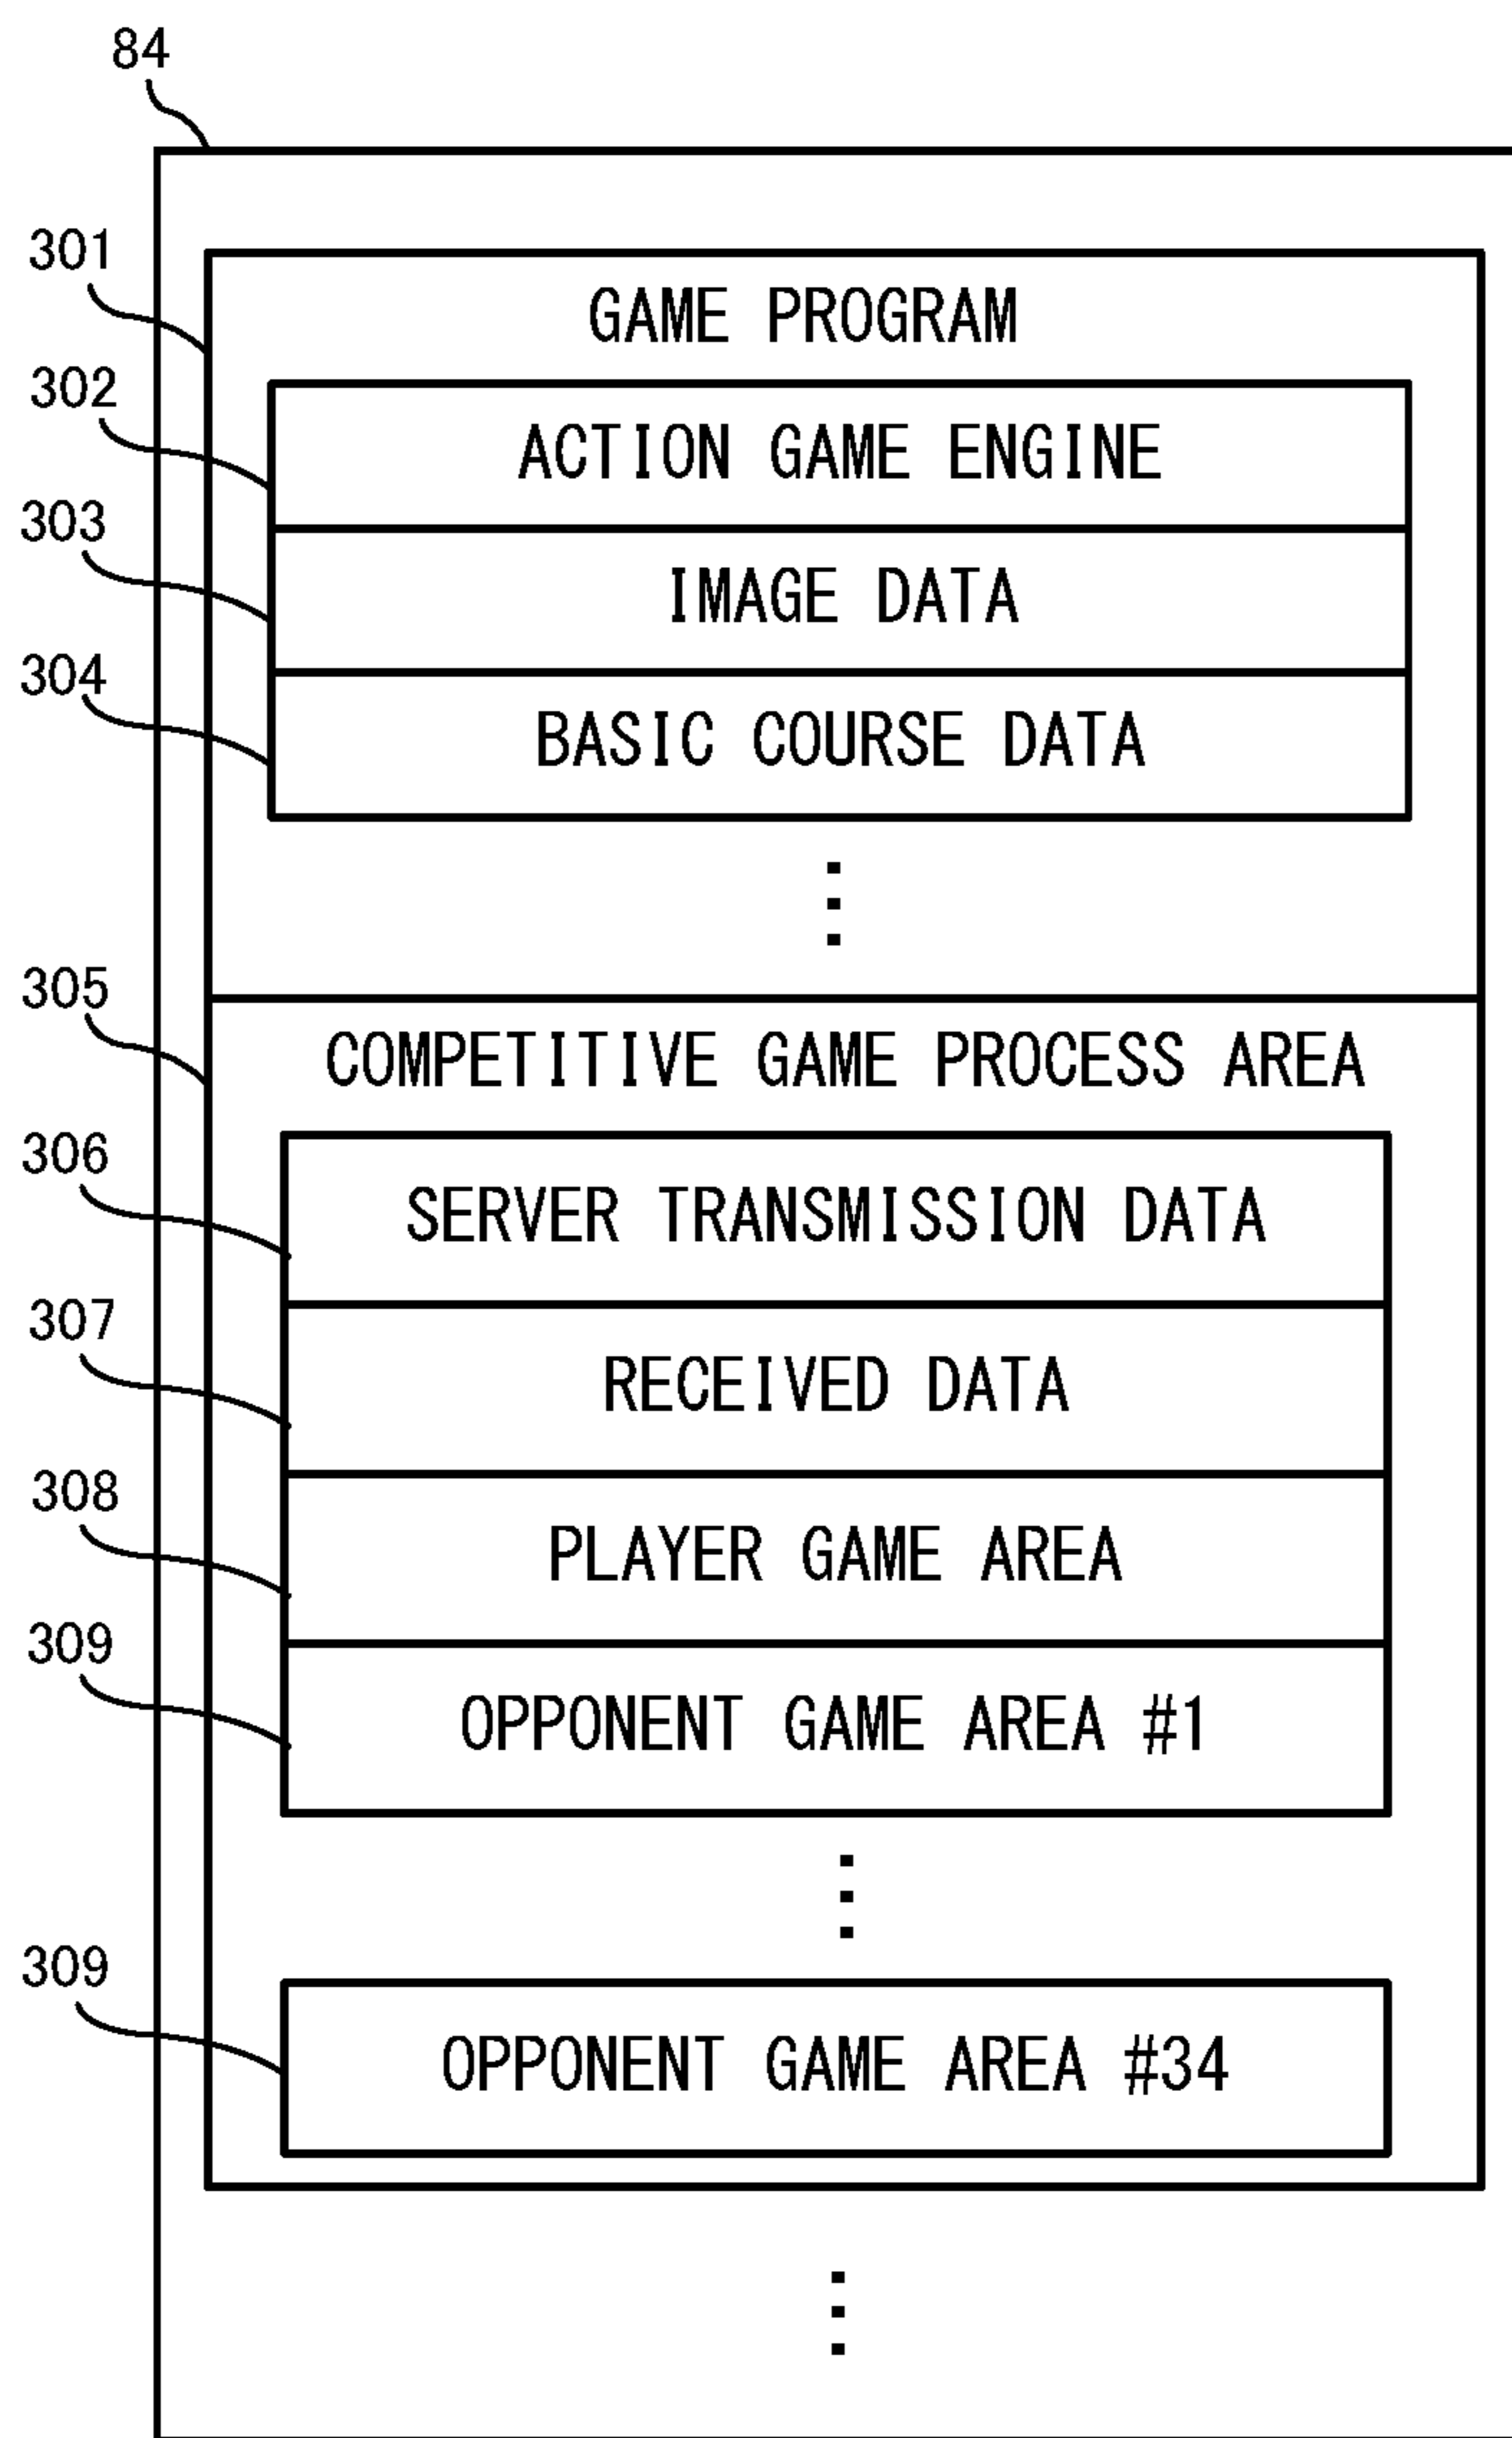 84
301
GAME PROGRAM
302
ACTION GAME ENGINE
303
IMAGE DATA
304
BASIC COURSE DATA
305
COMPETITIVE GAME PROCESS AREA
306
SERVER TRANSMISSION DATA
307
RECEIVED DATA
308
PLAYER GAME AREA
309
OPPONENT GAME AREA #1
309
OPPONENT GAME AREA #34